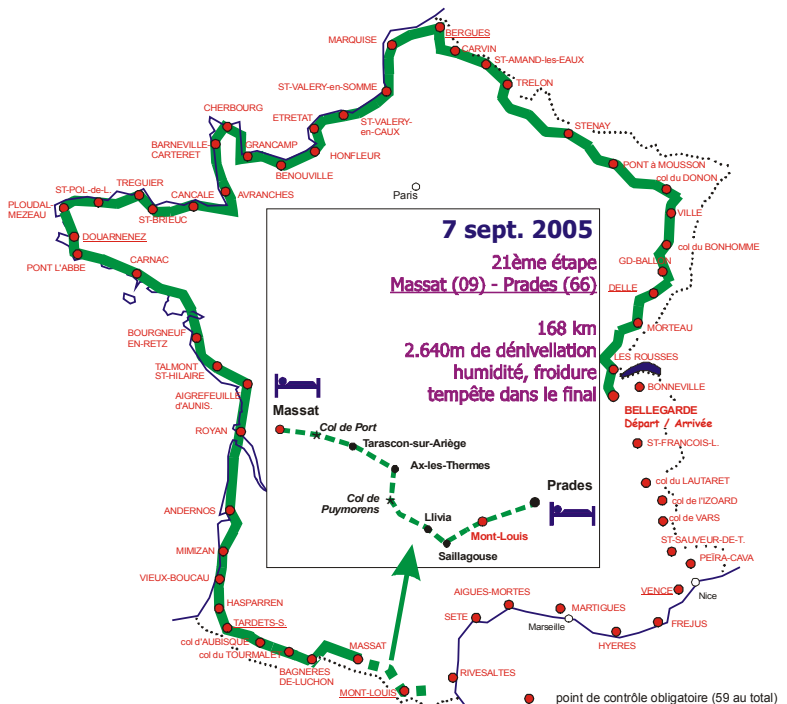 BERGUES
MARQUISE
CARVIN
ST-AMAND-les-EAUX
TRELON
ST-VALERY-en-SOMME
CHERBOURG
ETRETAT
ST-VALERY-
en-CAUX
STENAY
BARNEVILLE-
CARTERET
GRANCAMP
HONFLEUR
BENOUVILLE
PONT à MOUSSON
col du DONON
ST-POL-de-L.
TREGUIER
CANCALE
AVRANCHES
Paris
PLOUDAL-
MEZEAU
ST-BRIEUC
VILLE
DOUARNENEZ
col du BONHOMME
PONT L'ABBE
CARNAC
GD-BALLON
DELLE
MORTEAU
BOURGNEUF
EN-RETZ
TALMONT
ST-HILAIRE
LES ROUSSES
BONNEVILLE
AIGREFEUILLE
d'AUNIS.
BELLEGARDE
Départ / Arrivée
ROYAN
ST-FRANCOIS-L.
col du LAUTARET
col de l'IZOARD
col de VARS
ANDERNOS
ST-SAUVEUR-DE-T.
PEÏRA-CAVA
MIMIZAN
VIEUX-BOUCAU
VENCE
Nice
HASPARREN
TARDETS-S.
AIGUES-MORTES
MARTIGUES
SETE
Marseille
FREJUS
HYERES
col d'AUBISQUE
col du TOURMALET
MASSAT
BAGNERES
DE-LUCHON
MONT-LOUIS
RIVESALTES
7 sept. 2005
21ème étape
Massat (09) - Prades (66)
168 km
2.640m de dénivellation
humidité, froidure
tempête dans le final
Massat
Col de Port
Tarascon-sur-Ariège
Ax-les-Thermes
Col de
Puymorens
Prades
Llivia
Mont-Louis
Saillagouse
point de contrôle obligatoire (59 au total)